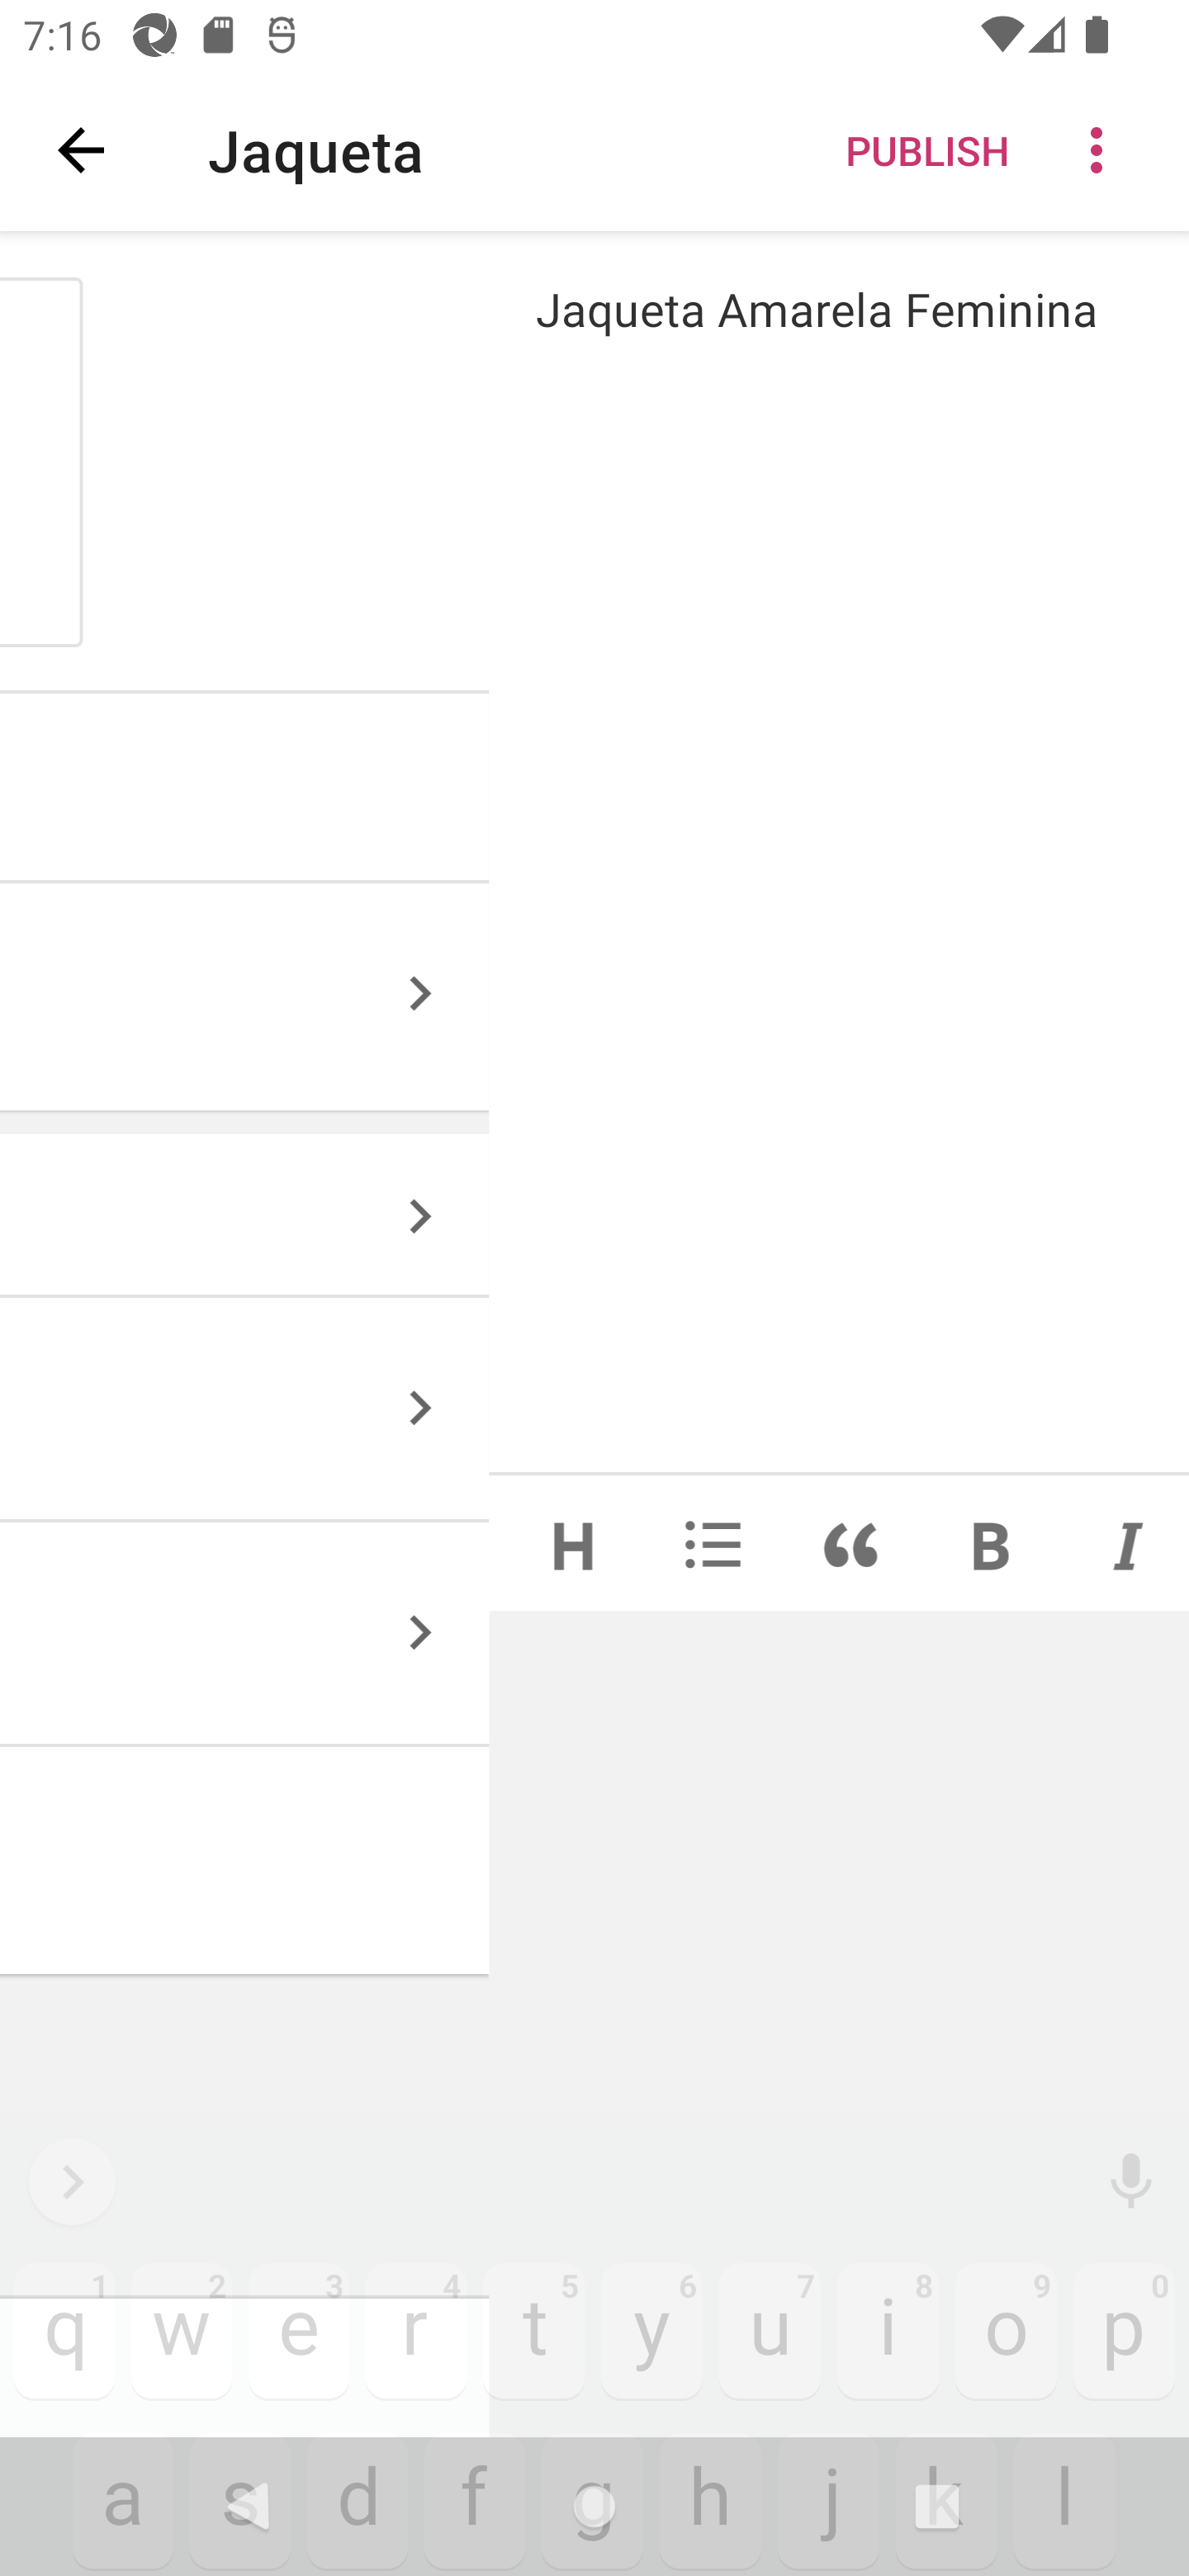 7:16
Jaqueta
PUBLISH
Jaqueta Amarela Feminina
H
B
I
1 2 3 4 5 6 7 8 9 0
q w e r t y u i o p
a s d f g h j k l